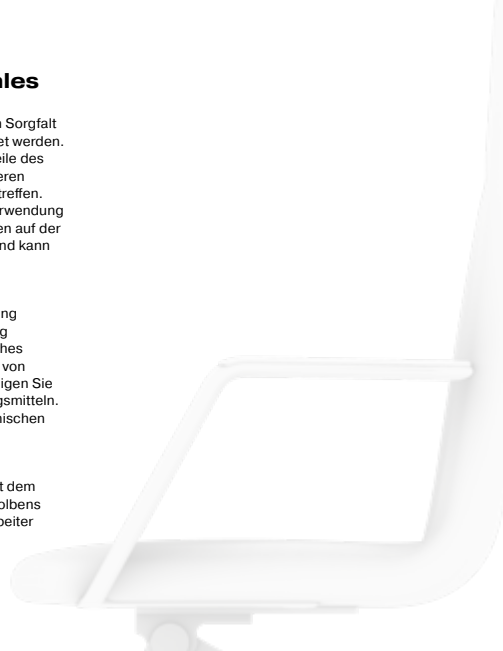 ales
n Sorgfalt
et werden.
eile des
eren
treffen.
rwendung
en auf der
nd kann
ng
g
hes
von
igen Sie
gsmitteln.
nischen
t dem
olbens
beiter